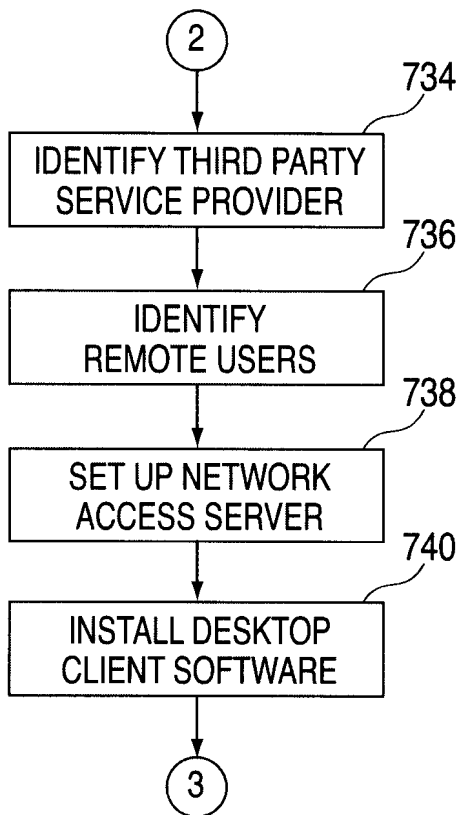 2
734
IDENTIFY THIRD PARTY
SERVICE PROVIDER
736
IDENTIFY
REMOTE USERS
738
SET UP NETWORK
ACCESS SERVER
740
INSTALL DESKTOP
CLIENT SOFTWARE
3